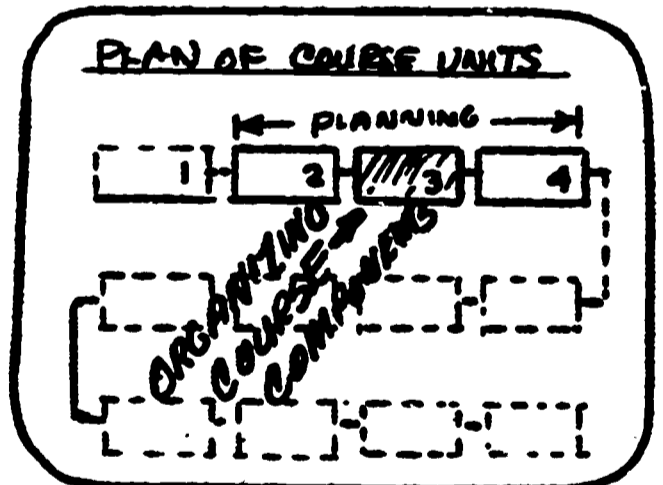 PLAN OF COURSE UNITS
PLANNING
1 2 3 4
ORGANIZING
COURSE
COMPONENTS